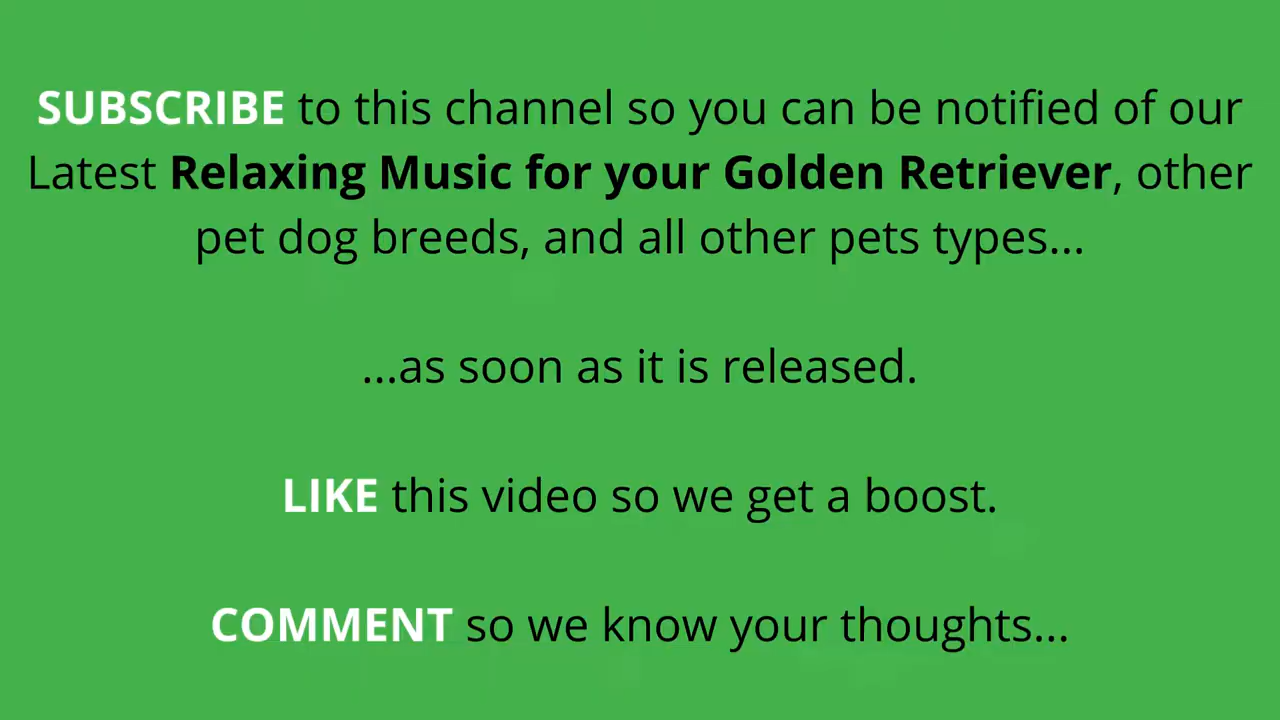 SUBSCRIBE to this channel so you can be notified of our
Latest Relaxing Music for your Golden Retriever, other
pet dog breeds, and all other pets types...
...as soon as it is released.
LIKE this video so we get a boost.
COMMENT so we know your thoughts...